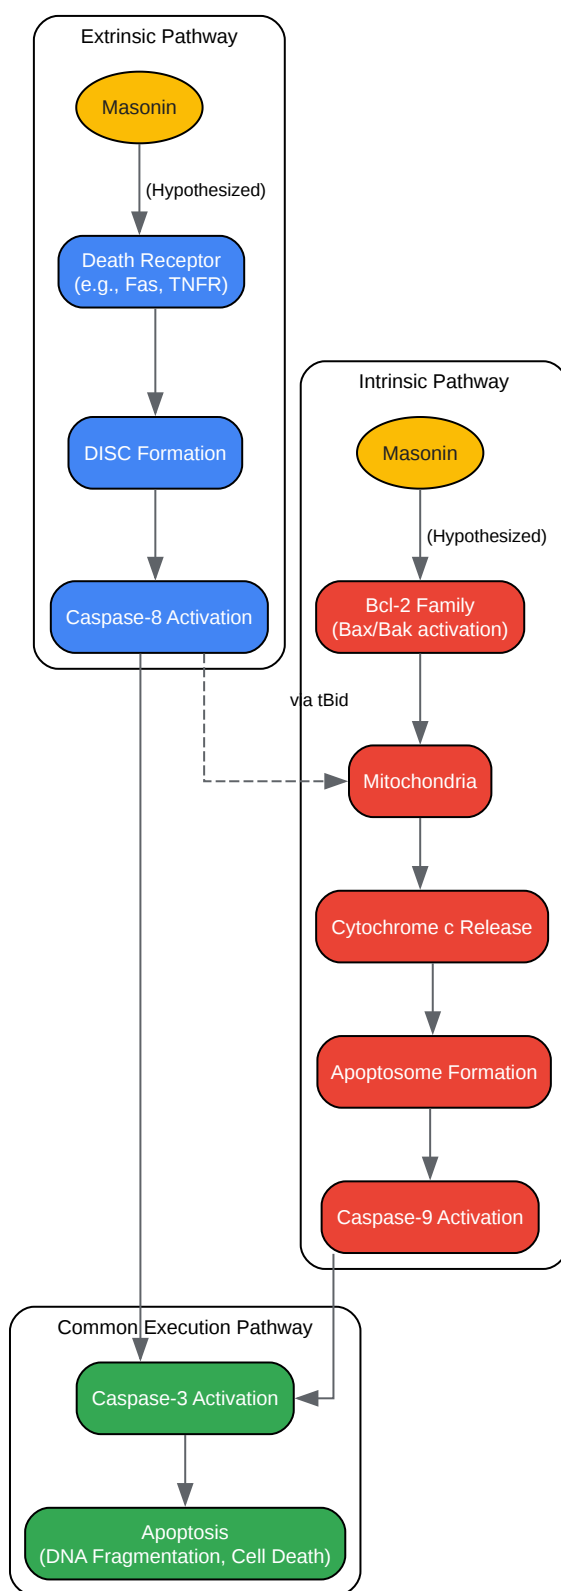 Extrinsic Pathway
Masonin
(Hypothesized)
Death Receptor
(e.g., Fas, TNFR)
DISC Formation
Caspase-8 Activation
Intrinsic Pathway
Masonin
(Hypothesized)
Bcl-2 Family
(Bax/Bak activation)
via tBid
Mitochondria
Cytochrome c Release
Apoptosome Formation
Caspase-9 Activation
Common Execution Pathway
Caspase-3 Activation
Apoptosis
(DNA Fragmentation, Cell Death)